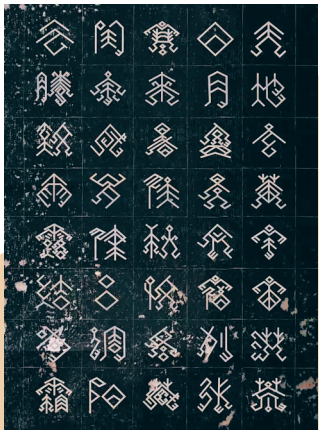 天地玄黄宇宙洪荒
日月盈昃辰宿列张
寒来暑往秋收冬藏
闰余成岁律吕调阳
云腾致雨露结为霜